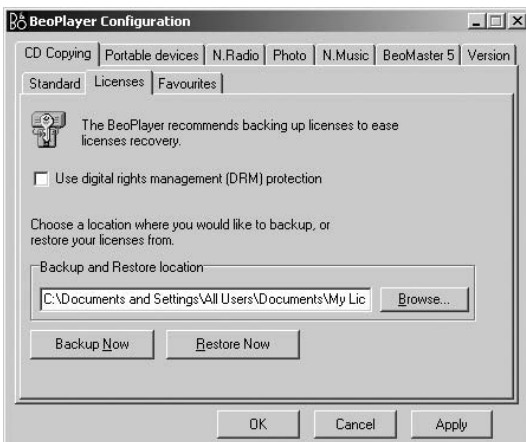 BeoPlayer Configuration
CD Copying Portable devices N.Radio Photo N.Music BeoMaster 5 Version
Standard Licenses Favourites
The BeoPlayer recommends backing up licenses to ease
licenses recovery.
Use digital rights management (DRM) protection
Choose a location where you would like to backup, or
restore your licenses from.
Backup and Restore location
C:\Documents and Settings\All Users\Documents\My Lic Browse...
Backup Now Restore Now
OK Cancel Apply